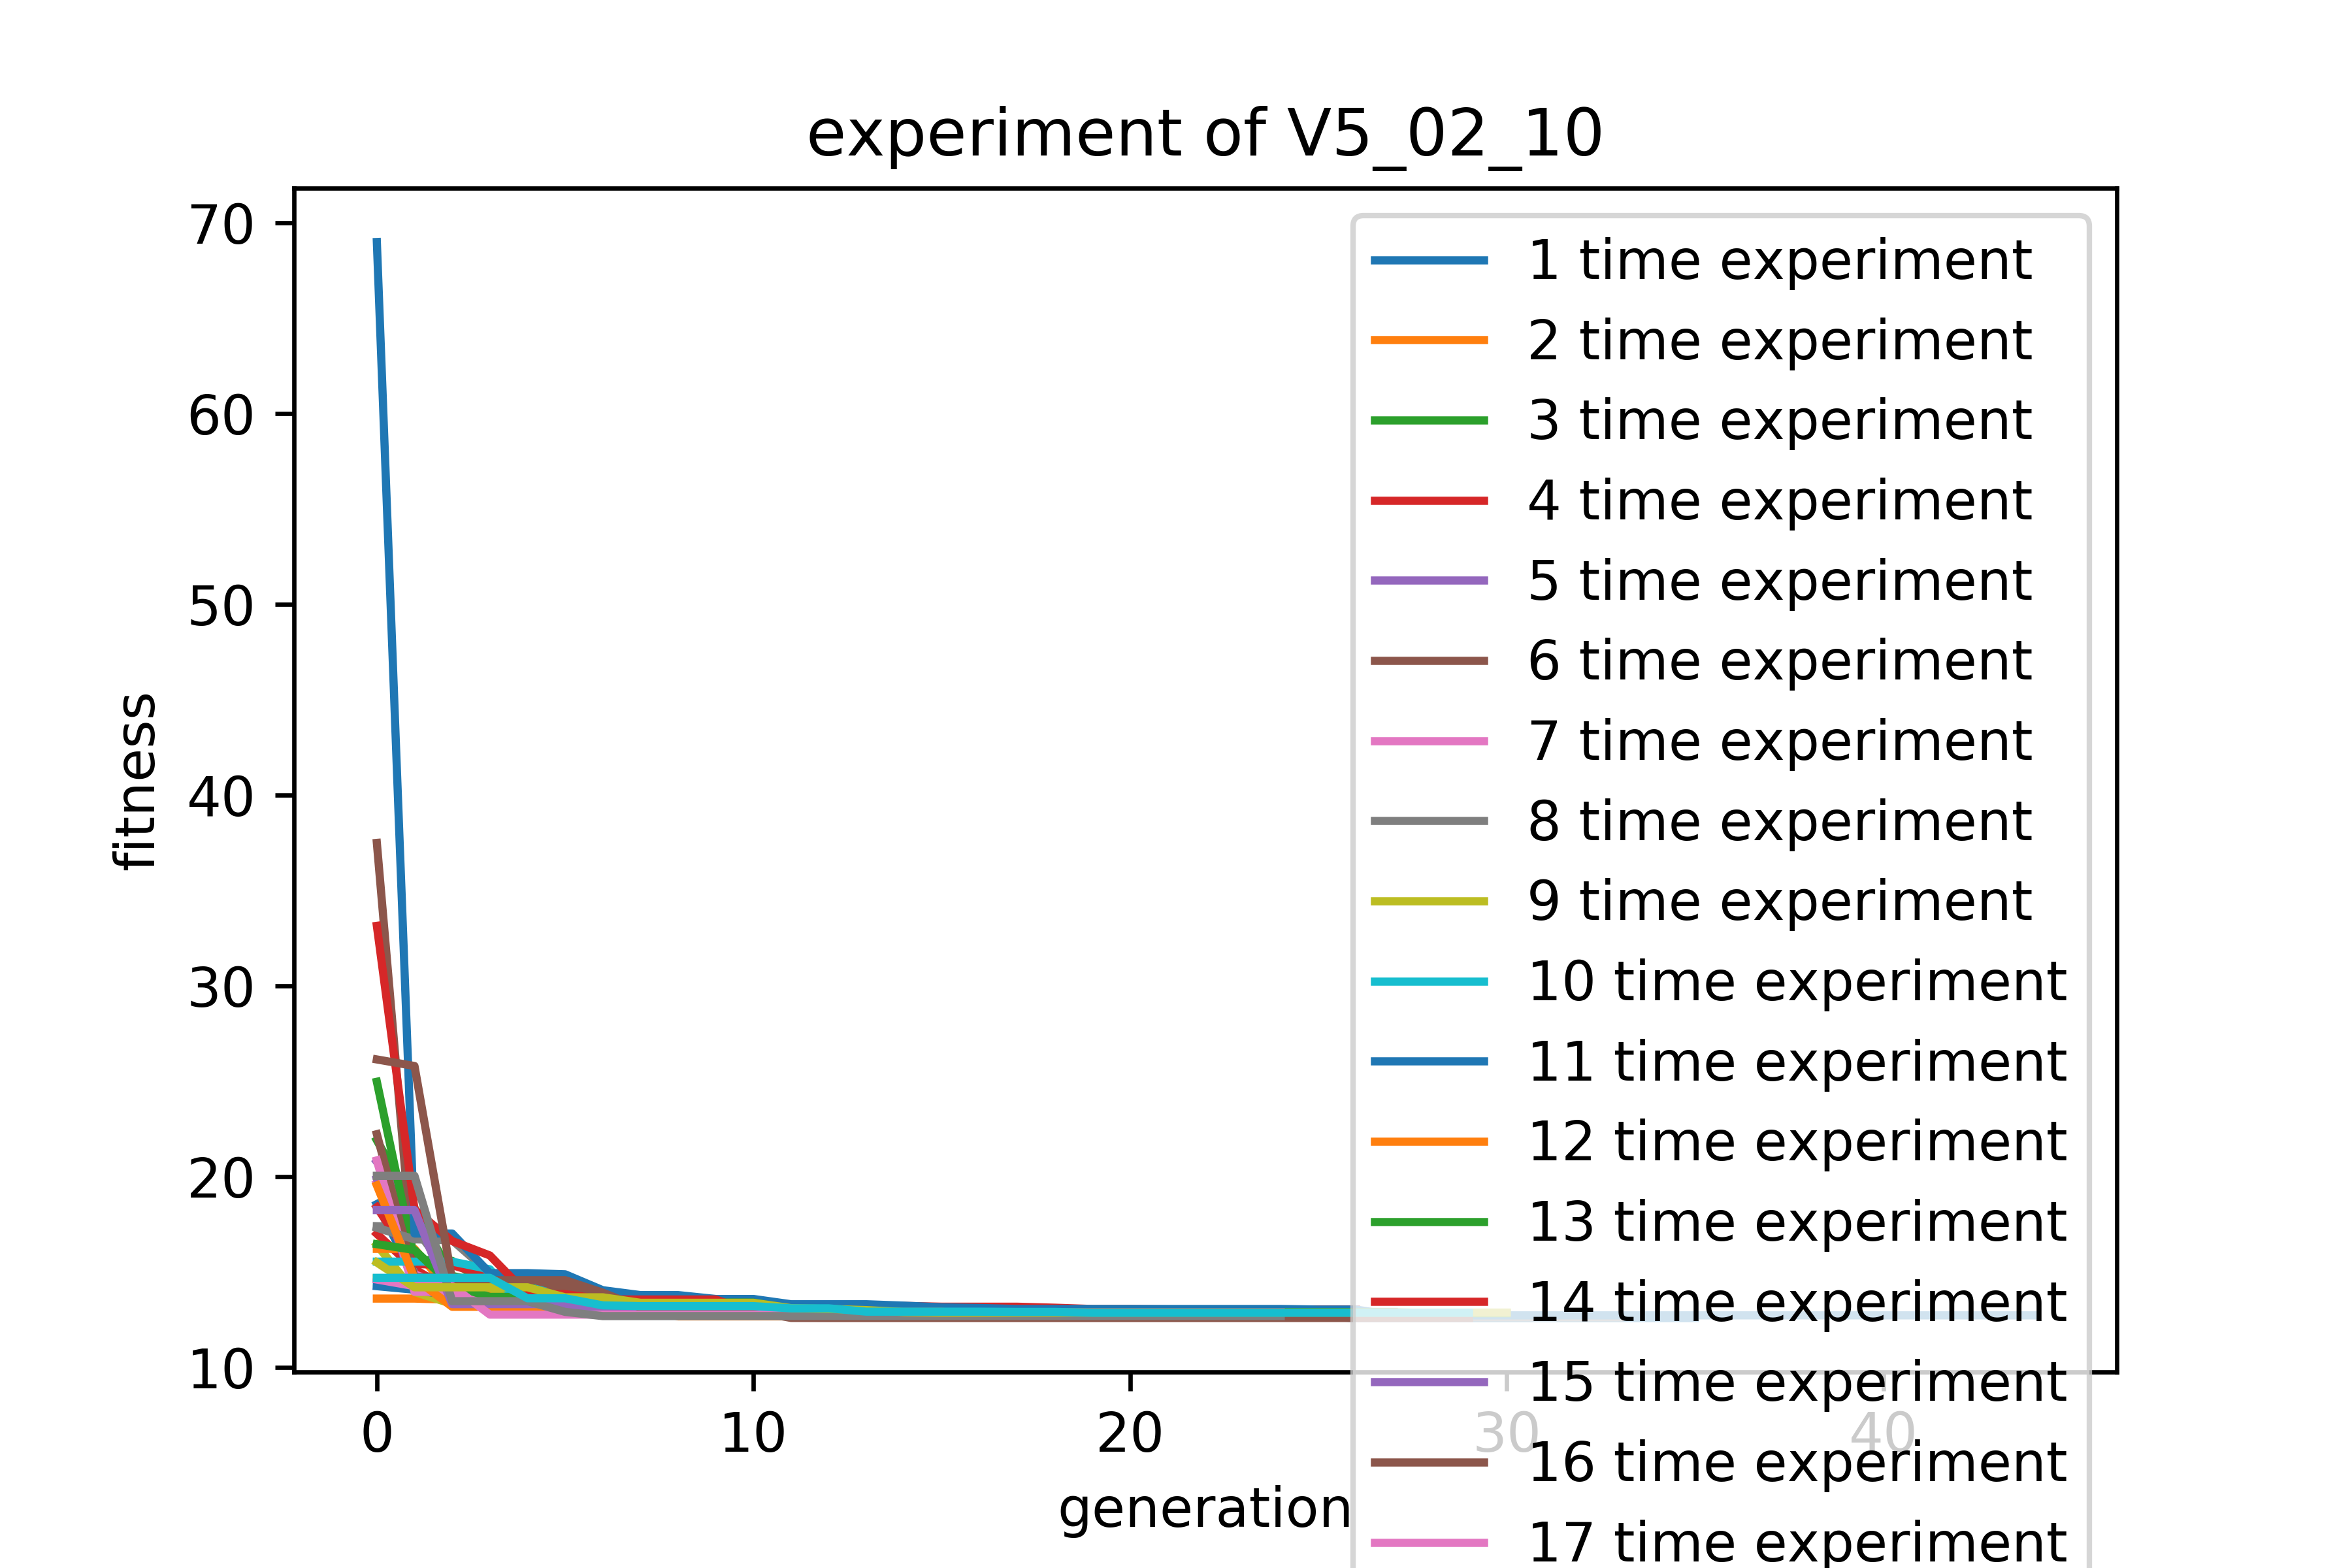 experiment of V5_02_10
70
60
50
40
30
20
10
fitness
0
10
20
30
40
generation
1 time experiment
2 time experiment
3 time experiment
4 time experiment
5 time experiment
6 time experiment
7 time experiment
8 time experiment
9 time experiment
10 time experiment
11 time experiment
12 time experiment
13 time experiment
14 time experiment
15 time experiment
16 time experiment
17 time experiment